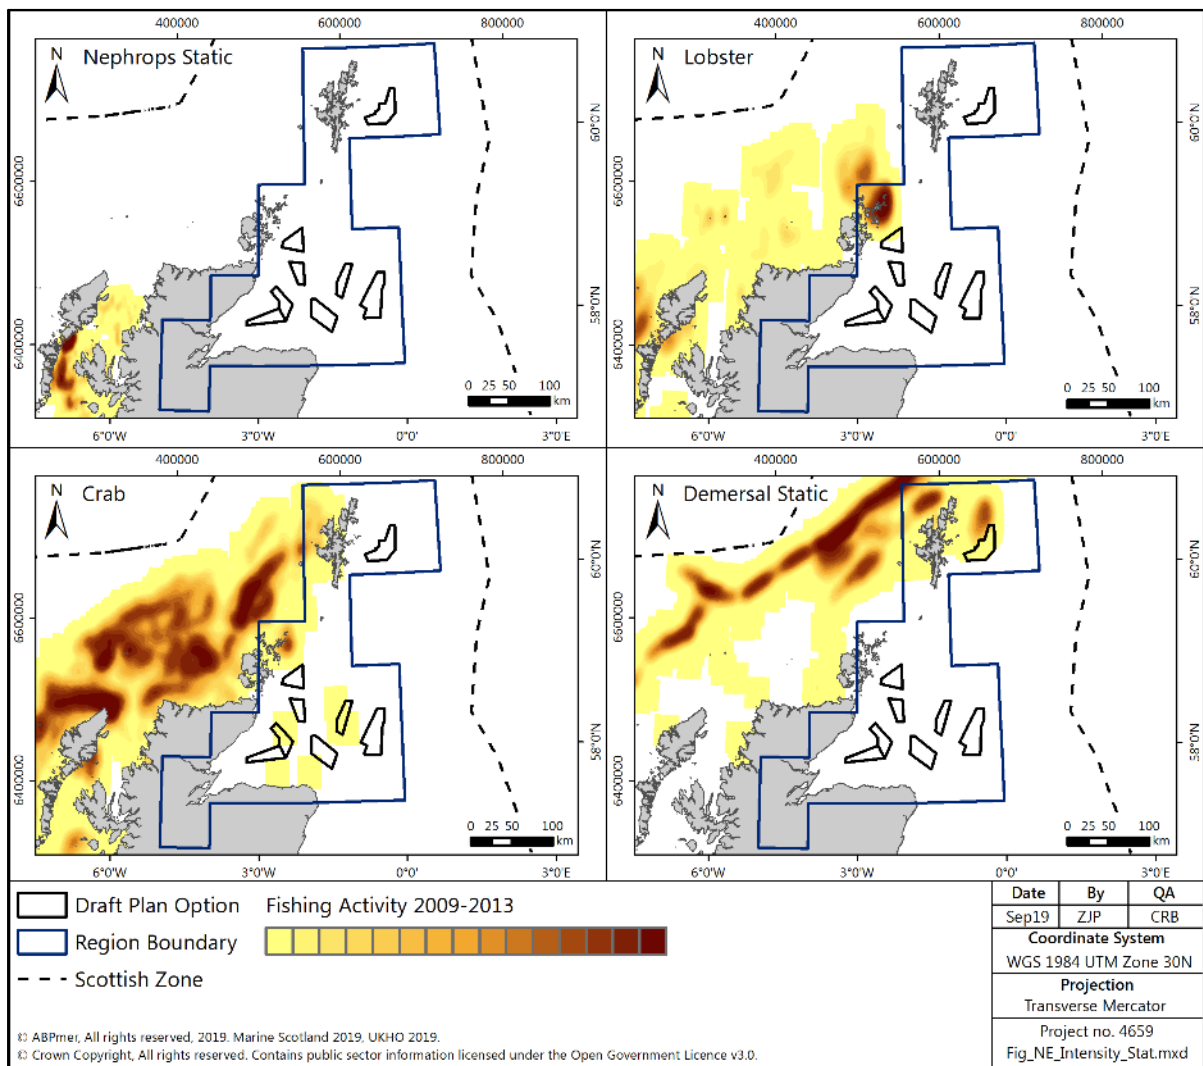 400000 600000 800000
400000 600000 800000
N
Nephrops Static
N
Lobster
60°0'N
60°0'N
6600000
6600000
58°0'N
58°0'N
6400000
6400000
0 25 50 100
km
0 25 50 100
km
6°0'W 3°0'W 0°0' 3°0'E
6°0'W 3°0'W 0°0' 3°0'E
400000 600000 800000
400000 600000 800000
N
Crab
N
Demersal Static
60°0'N
60°0'N
6600000
6600000
58°0'N
58°0'N
6400000
6400000
0 25 50 100
km
0 25 50 100
km
6°0'W 3°0'W 0°0' 3°0'E
6°0'W 3°0'W 0°0' 3°0'E
Draft Plan Option
Region Boundary
Scottish Zone
Fishing Activity 2009-2013
Date By QA
Sep19 ZJP CRB
Coordinate System
WGS 1984 UTM Zone 30N
Projection
Transverse Mercator
Project no. 4659
Fig_NE_Intensity_Stat.mxd
© ABPmer, All rights reserved, 2019. Marine Scotland 2019, UKHO 2019.
© Crown Copyright, All rights reserved. Contains public sector information licensed under the Open Government Licence v3.0.